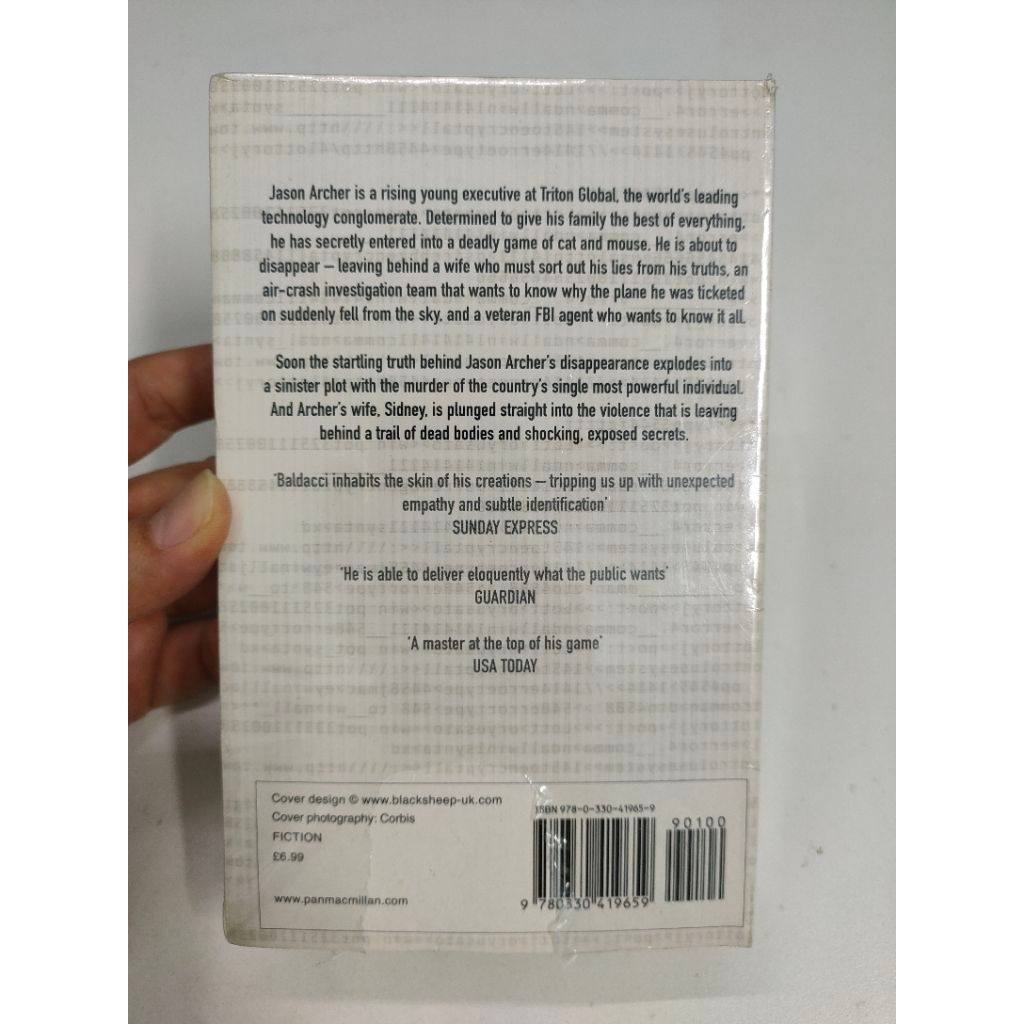 Jason Archer is a rising young executive at Triton Global, the world's leading
technology conglomerate. Determined to give his family the best of everything,
he has secretly entered into a deadly game of cat and mouse. He is about to
disappear – leaving behind a wife who must sort out his lies from his truths, an
air-crash investigation team that wants to know why the plane he was ticketed
on suddenly fell from the sky, and a veteran FBI agent who wants to know it all.
Soon the startling truth behind Jason Archer's disappearance explodes into
a sinister plot with the murder of the country's single most powerful individual.
And Archer's wife, Sidney, is plunged straight into the violence that is leaving
behind a trail of dead bodies and shocking, exposed secrets.
'Baldacci inhabits the skin of his creations – tripping us up with unexpected
empathy and subtle identification'
SUNDAY EXPRESS
'He is able to deliver eloquently what the public wants'
GUARDIAN
'A master at the top of his game'
USA TODAY
Cover design © www.blacksheep-uk.com
Cover photography: Corbis
FICTION
£6.99
www.panmacmillan.com
ISBN 978-0-330-41965-9
90100
9 780330 419659